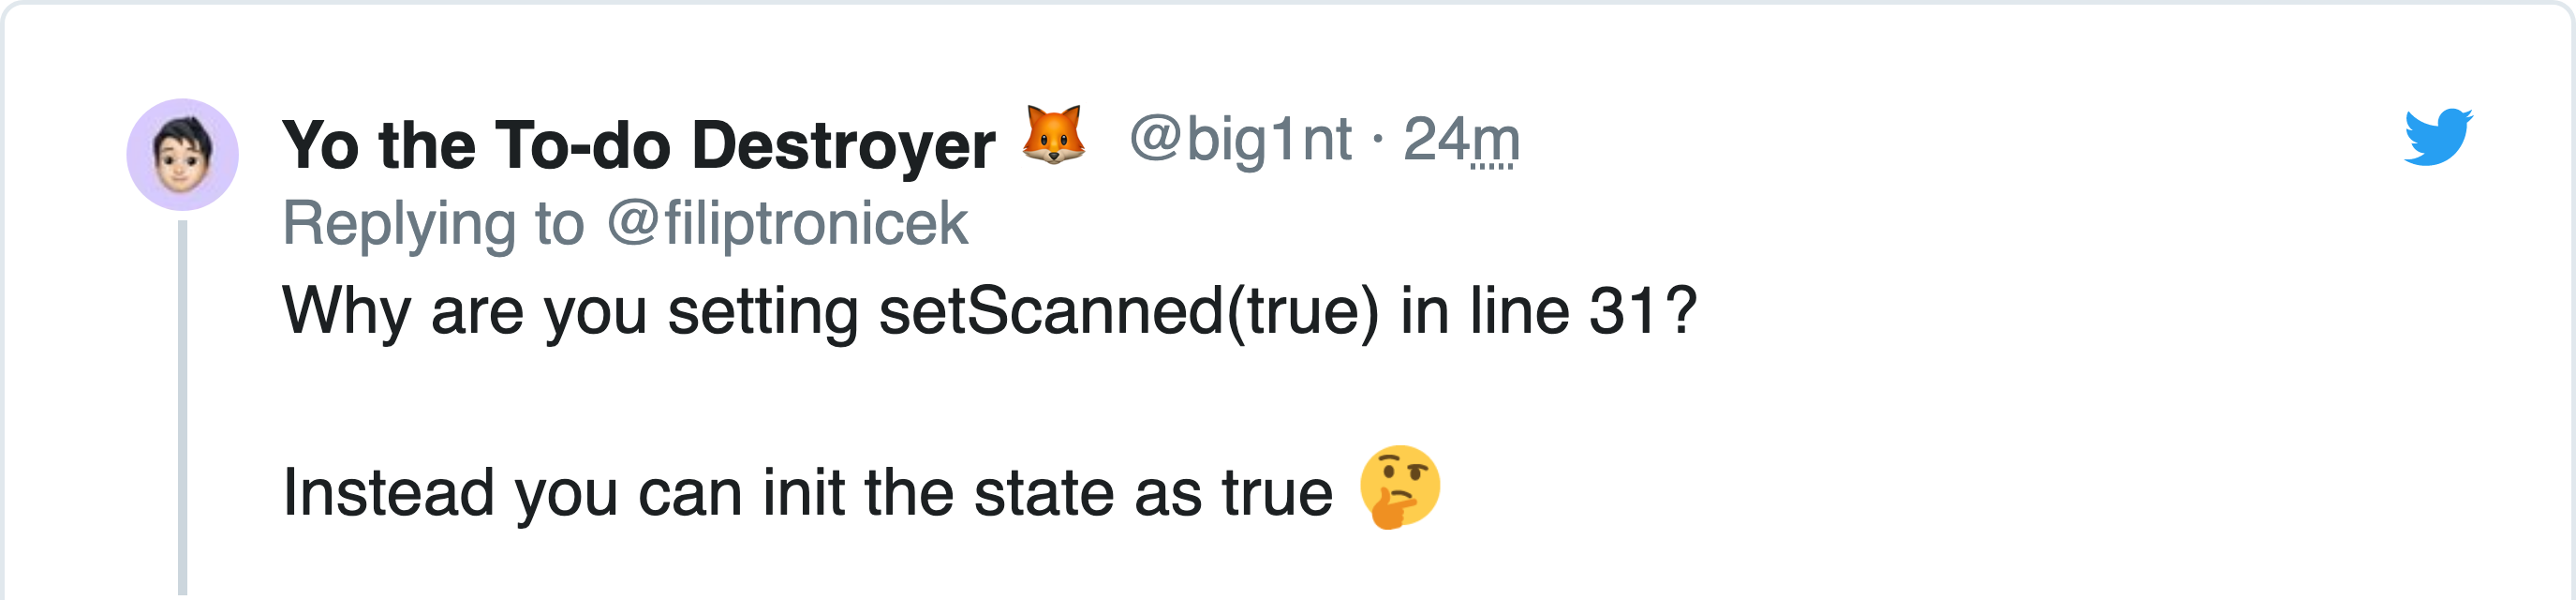 Yo the To-do Destroyer 🦊 @big1nt · 24m
Replying to @filiptronicek
Why are you setting setScanned(true) in line 31?
Instead you can init the state as true 🤔